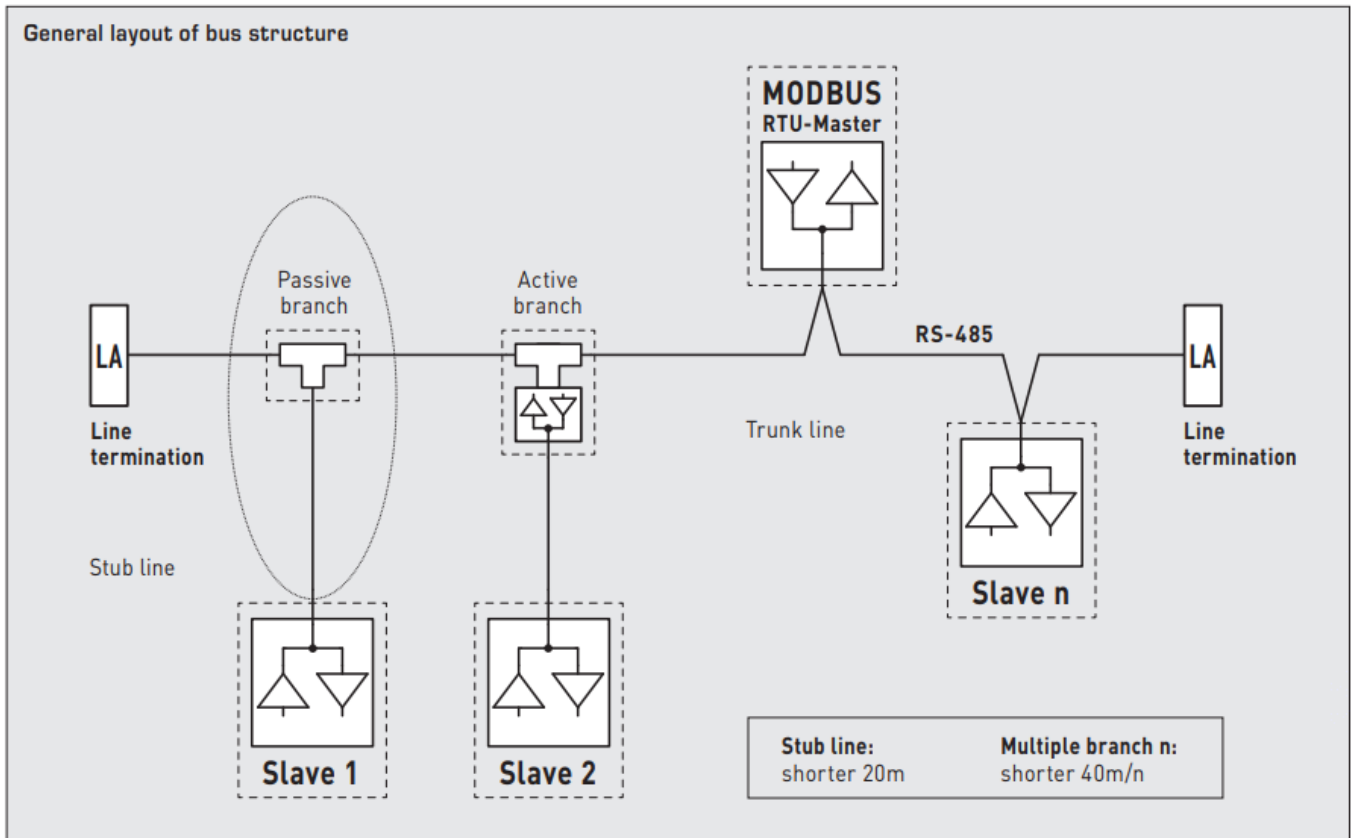 General layout of bus structure
MODBUS
RTU-Master
Passive
branch
Active
branch
LA
RS-485
LA
Line
termination
Trunk line
Line
termination
Stub line
Slave n
Slave 1
Slave 2
Stub line:
shorter 20m
Multiple branch n:
shorter 40m/n